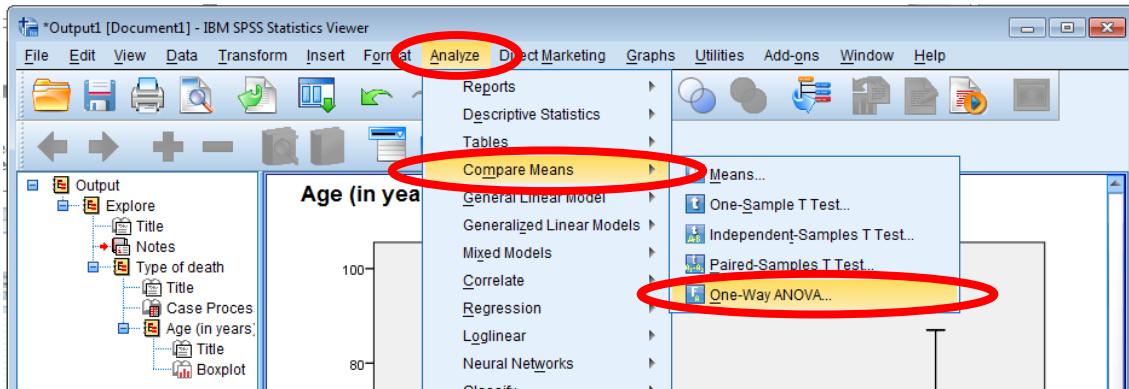 *Output1 [Document1] - IBM SPSS Statistics Viewer
File Edit View Data Transform Insert Format Analyze Direct Marketing Graphs Utilities Add-ons Window Help
Reports
Descriptive Statistics
Tables
Compare Means
General Linear Model
Generalized Linear Models
Mixed Models
Correlate
Regression
Loglinear
Neural Networks
Means...
One-Sample T Test...
Independent-Samples T Test...
Paired-Samples T Test...
One-Way ANOVA...
Output
Explore
Title
Notes
Type of death
Title
Case Proces
Age (in years)
Title
Boxplot
Age (in yea
100
80